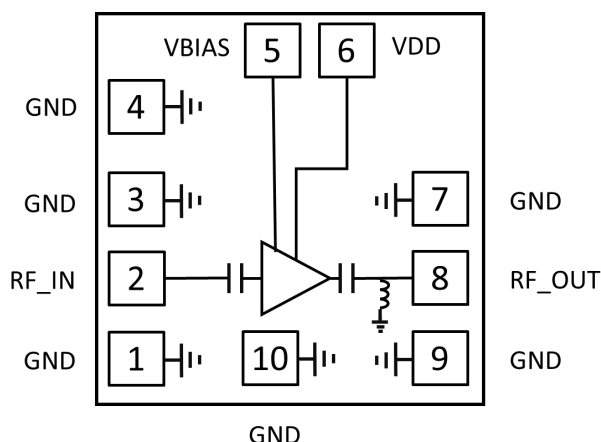 VBIAS 5 6 VDD
GND 4
GND 3 7 GND
RF_IN 2 8 RF_OUT
GND 1 10 9 GND
GND